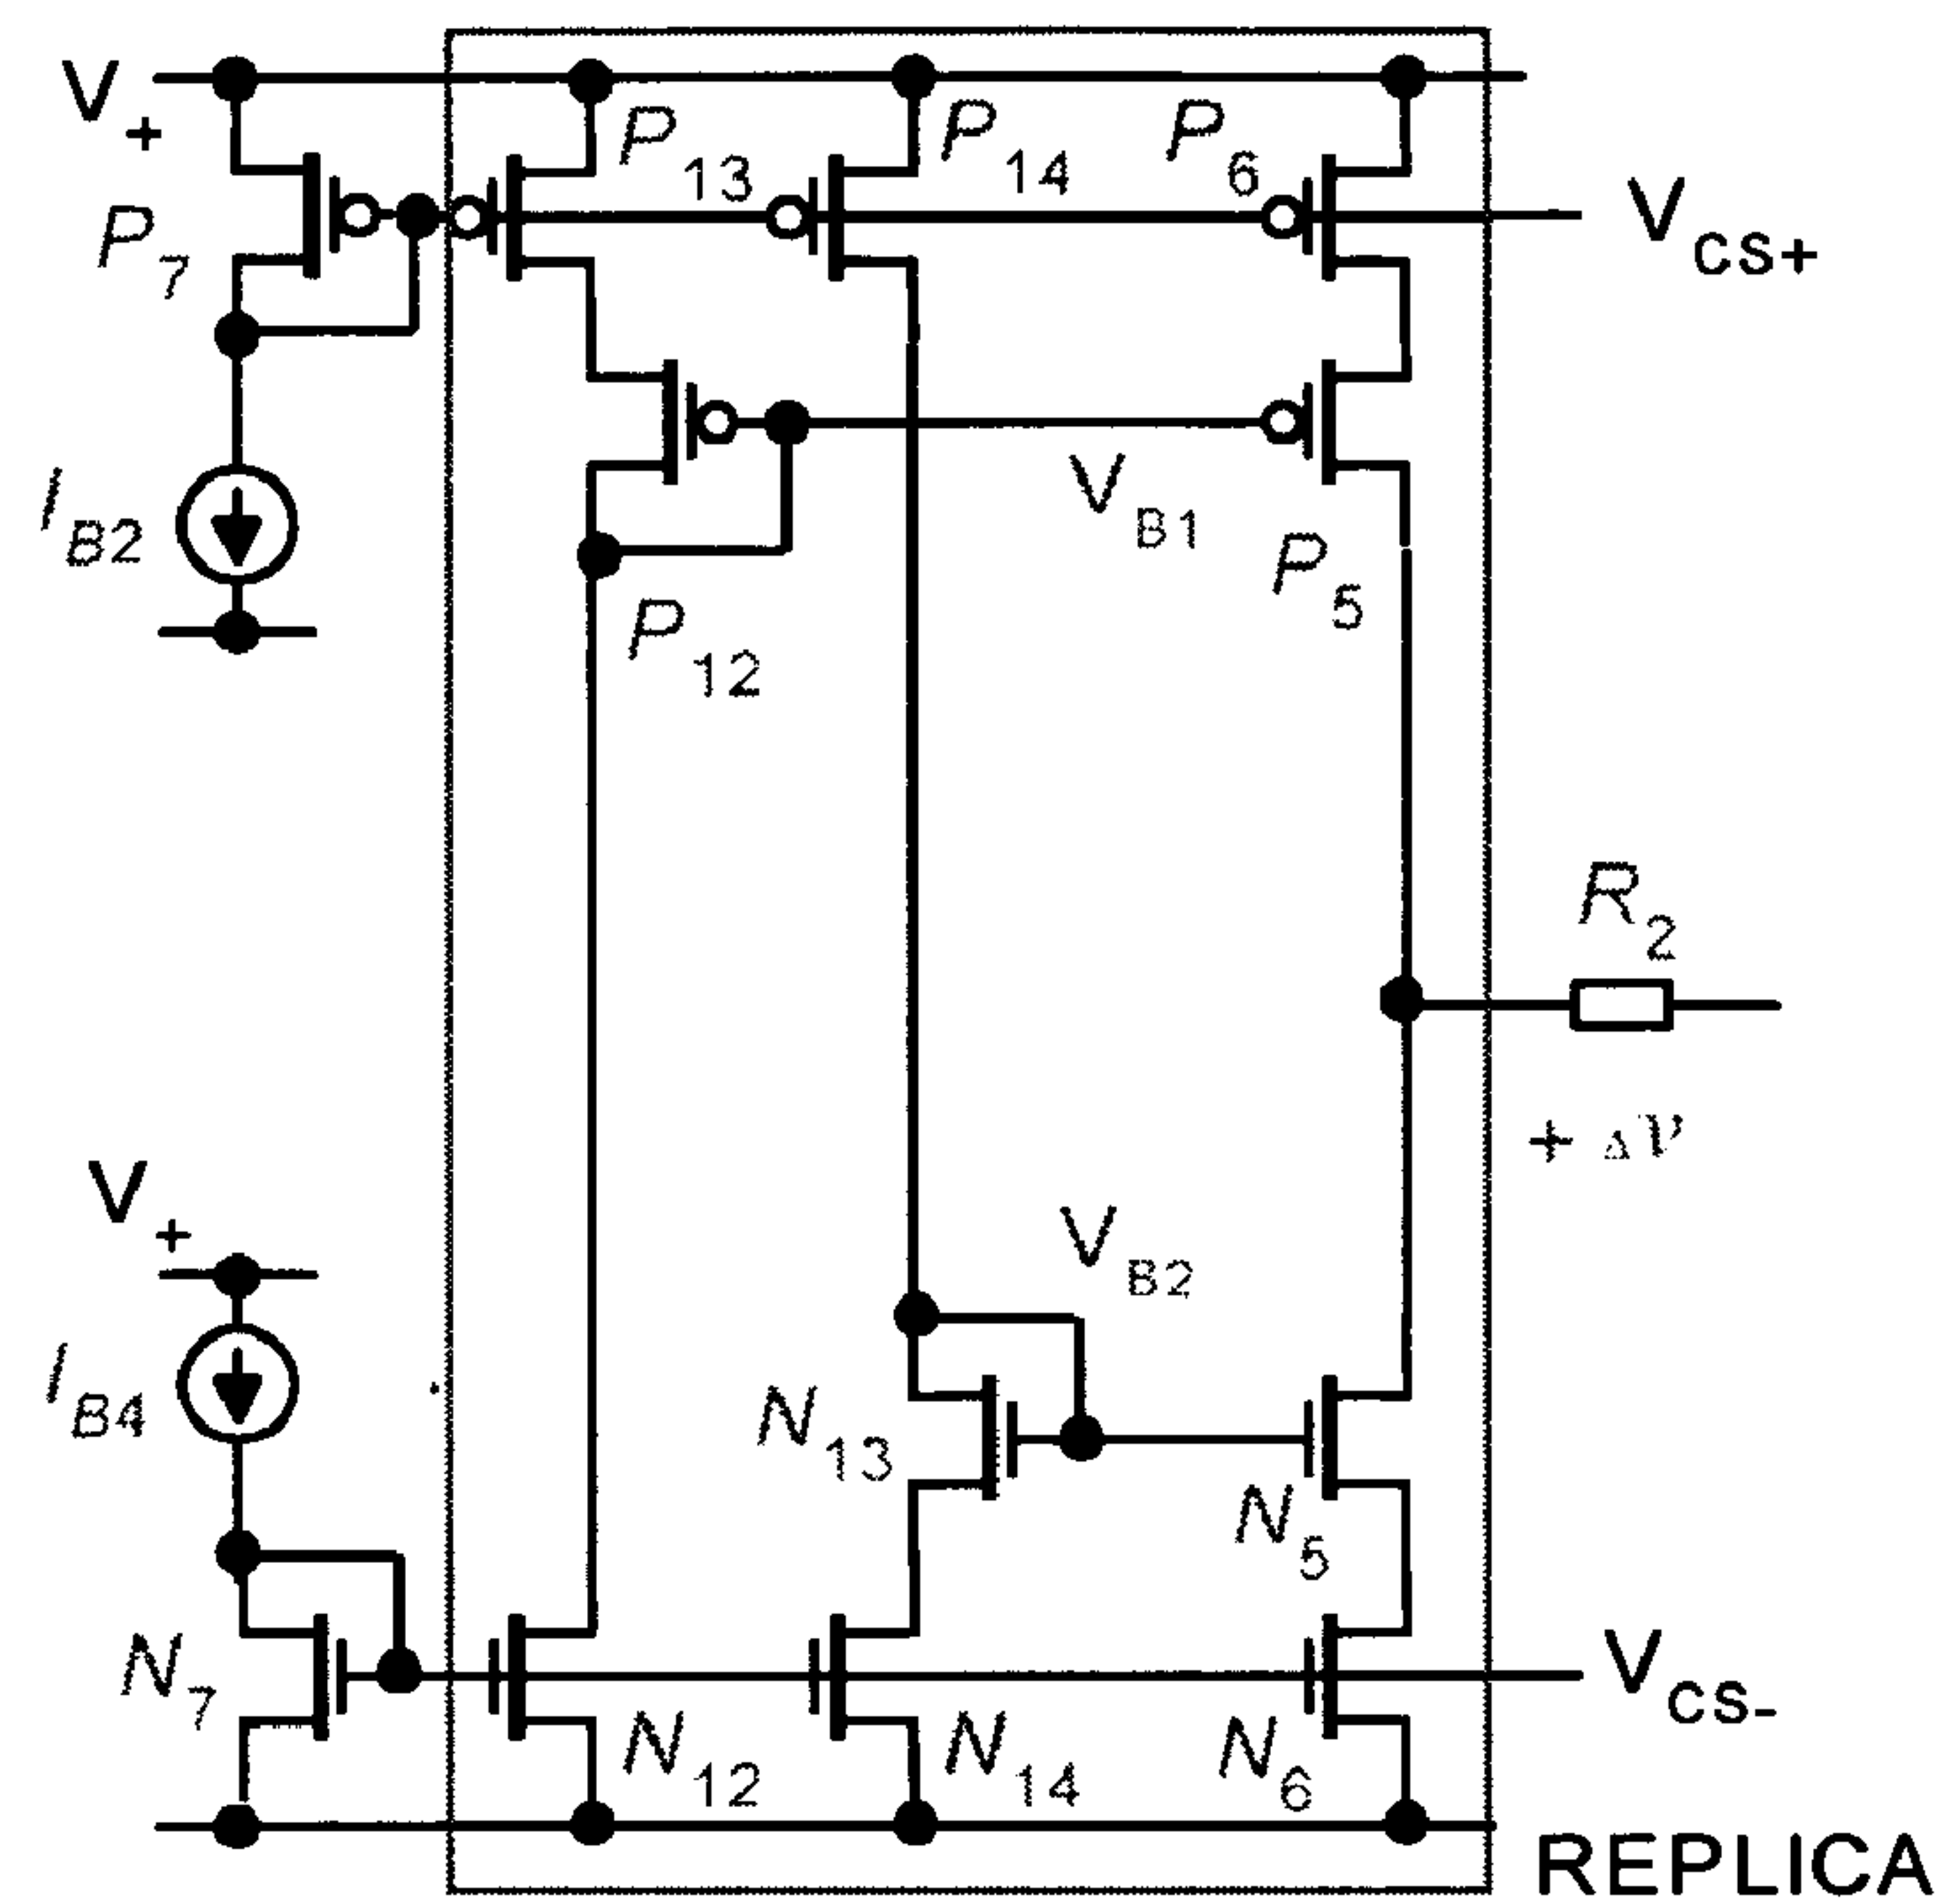 V+
P13
P14
P6
VCS+
P7
IB2
VB1
P5
P12
R2
+ ΔV
V+
VB2
IB4
N13
N5
N7
VCS-
N12
N14
N6
REPLICA